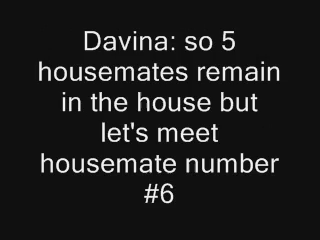 Davina: so 5
housemates remain
in the house but
let's meet
housemate number
#6